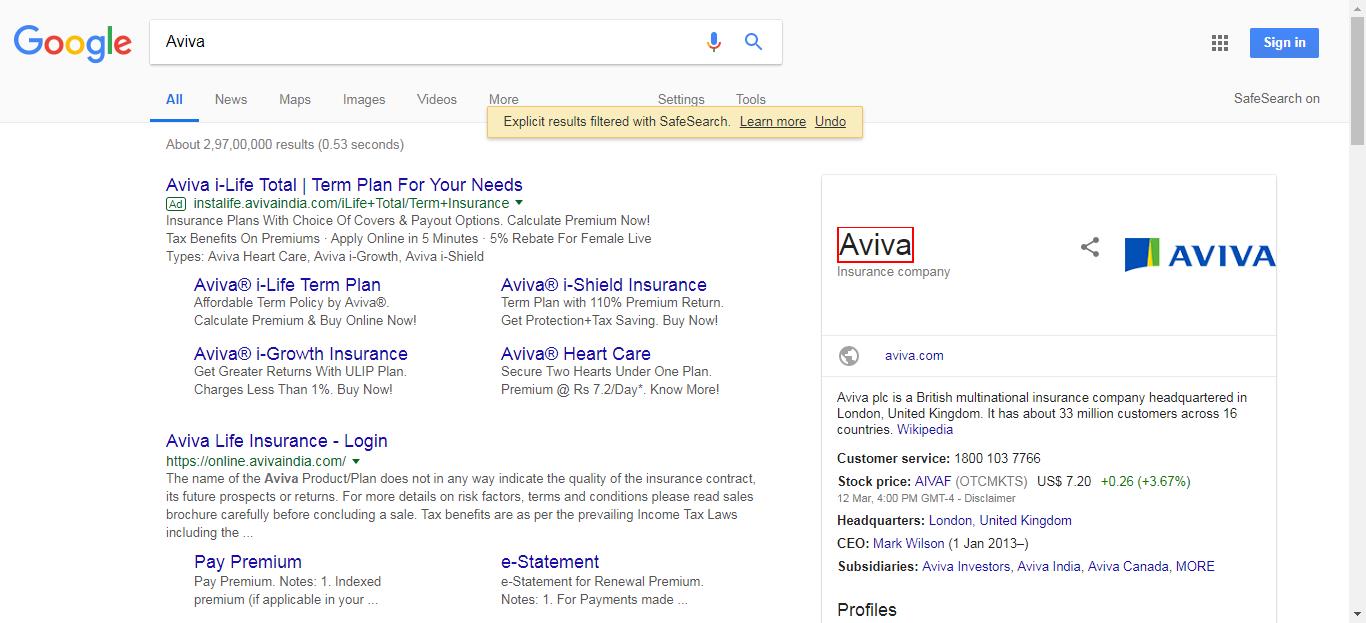 Google
Aviva
Sign in
All News Maps Images Videos More Settings Tools
SafeSearch on
Explicit results filtered with SafeSearch. Learn more Undo
About 2,97,00,000 results (0.53 seconds)
Aviva i-Life Total | Term Plan For Your Needs
Ad instalife.avivaindia.com/iLife+Total/Term+Insurance
Insurance Plans With Choice Of Covers & Payout Options. Calculate Premium Now!
Tax Benefits On Premiums · Apply Online in 5 Minutes · 5% Rebate For Female Live
Types: Aviva Heart Care, Aviva i-Growth, Aviva i-Shield
Aviva® i-Life Term Plan
Affordable Term Policy by Aviva®.
Calculate Premium & Buy Online Now!
Aviva® i-Shield Insurance
Term Plan with 110% Premium Return.
Get Protection+Tax Saving. Buy Now!
Aviva® i-Growth Insurance
Get Greater Returns With ULIP Plan.
Charges Less Than 1%. Buy Now!
Aviva® Heart Care
Secure Two Hearts Under One Plan.
Premium @ Rs 7.2/Day*. Know More!
Aviva Life Insurance - Login
https://online.avivaindia.com/
The name of the Aviva Product/Plan does not in any way indicate the quality of the insurance contract,
its future prospects or returns. For more details on risk factors, terms and conditions please read sales
brochure carefully before concluding a sale. Tax benefits are as per the prevailing Income Tax Laws
including the ...
Pay Premium
Pay Premium. Notes: 1. Indexed
premium (if applicable in your ...
e-Statement
e-Statement for Renewal Premium.
Notes: 1. For Payments made ...
Aviva
Insurance company
AVIVA
aviva.com
Aviva plc is a British multinational insurance company headquartered in
London, United Kingdom. It has about 33 million customers across 16
countries. Wikipedia
Customer service: 1800 103 7766
Stock price: AIVAF (OTCMKTS) US$ 7.20 +0.26 (+3.67%)
12 Mar, 4:00 PM GMT-4 - Disclaimer
Headquarters: London, United Kingdom
CEO: Mark Wilson (1 Jan 2013–)
Subsidiaries: Aviva Investors, Aviva India, Aviva Canada, MORE
Profiles